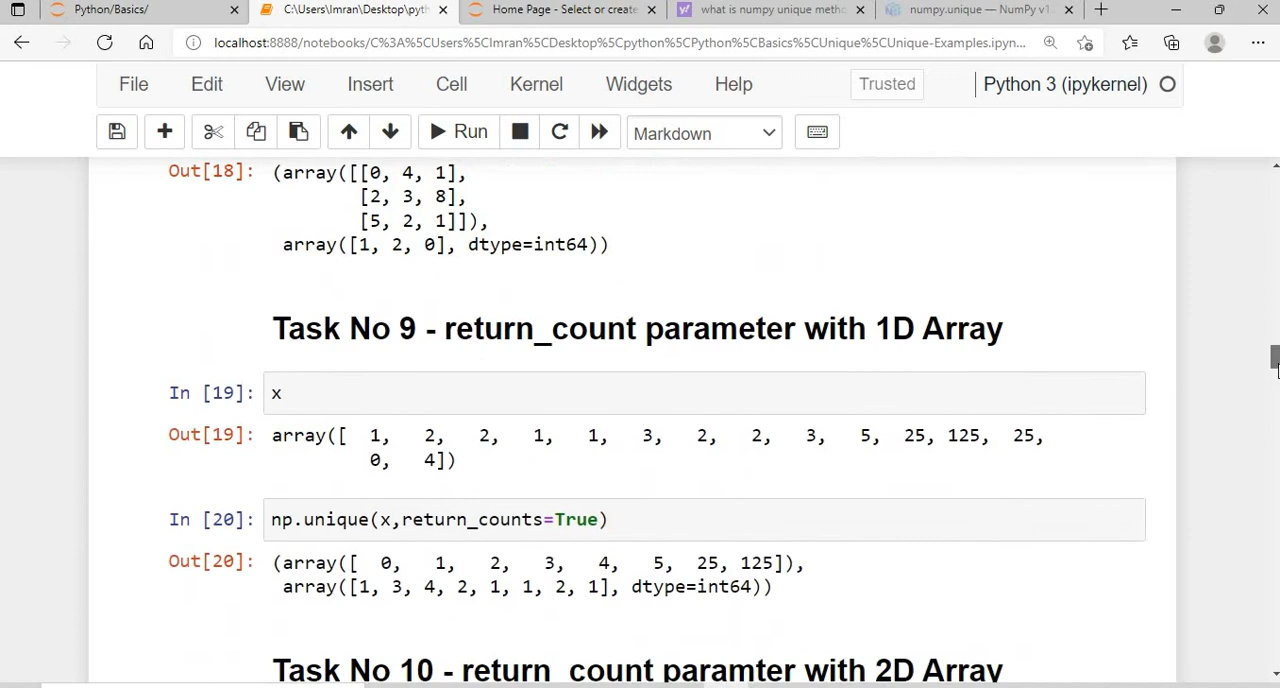 Python/Basics/
C:\Users\Imran\Desktop\pyth
Home Page - Select or create
what is numpy unique metho
numpy.unique — NumPy v1
localhost:8888/notebooks/C%3A%5CUsers%5CImran%5CDesktop%5Cpython%5CPython%5CBasics%5CUnique%5CUnique-Examples.ipyn...
File Edit View Insert Cell Kernel Widgets Help Trusted Python 3 (ipykernel)
Run Markdown
Out[18]: (array([[0, 4, 1],
[2, 3, 8],
[5, 2, 1]]),
array([1, 2, 0], dtype=int64))
Task No 9 - return_count parameter with 1D Array
In [19]: x
Out[19]: array([ 1, 2, 2, 1, 1, 3, 2, 2, 3, 5, 25, 125, 25,
0, 4])
In [20]: np.unique(x,return_counts=True)
Out[20]: (array([ 0, 1, 2, 3, 4, 5, 25, 125]),
array([1, 3, 4, 2, 1, 1, 2, 1], dtype=int64))
Task No 10 - return_count paramter with 2D Array